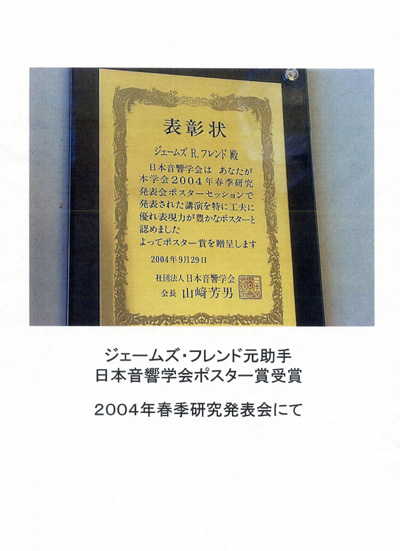 表彰状
ジェームズ R.フレンド 殿
日本音響学会は あなたが
本学会2004年春季研究
発表会ポスターセッションで
発表された講演を特に工夫に
優れ表現力が豊かなポスターと
認めました
よってポスター賞を贈呈します
2004年9月29日
社団法人日本音響学会
会長 山﨑芳男
ジェームズ・フレンド元助手
日本音響学会ポスター賞受賞
2004年春季研究発表会にて